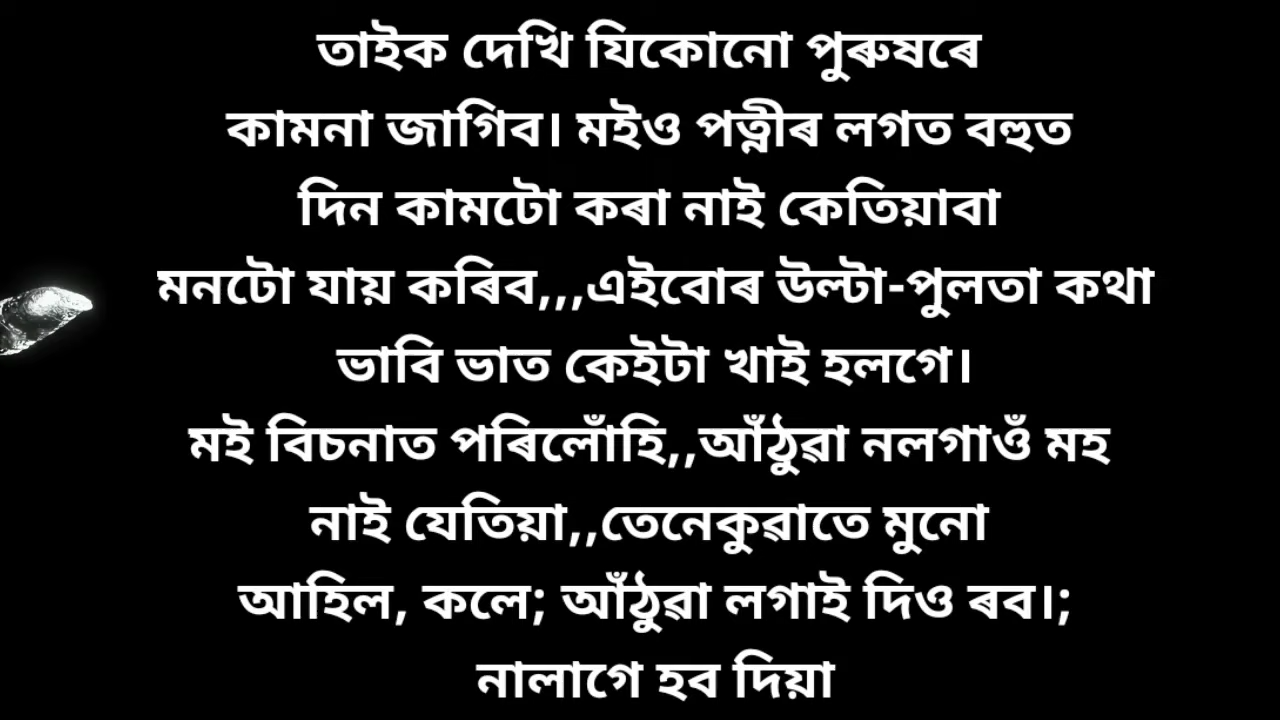 তাইক দেখি যিকোনো পুৰুষৰে
কামনা জাগিব। মইও পত্নীৰ লগত বহুত
দিন কামটো কৰা নাই কেতিয়াবা
মনটো যায় কৰিব,,,এইবোৰ উল্টা-পুলতা কথা
ভাবি ভাত কেইটা খাই হলগে।
মই বিচনাত পৰিলোঁহি,,আঁঠুৱা নলগাওঁ মহ
নাই যেতিয়া,,তেনেকুৱাতে মুনো
আহিল, কলে; আঁঠুৱা লগাই দিও ৰব।;
নালাগে হব দিয়া